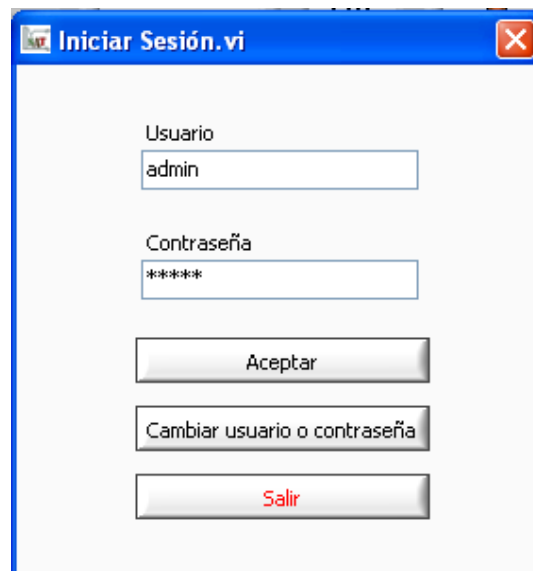 Iniciar Sesión.vi
Usuario
admin
Contraseña
*****
Aceptar
Cambiar usuario o contraseña
Salir